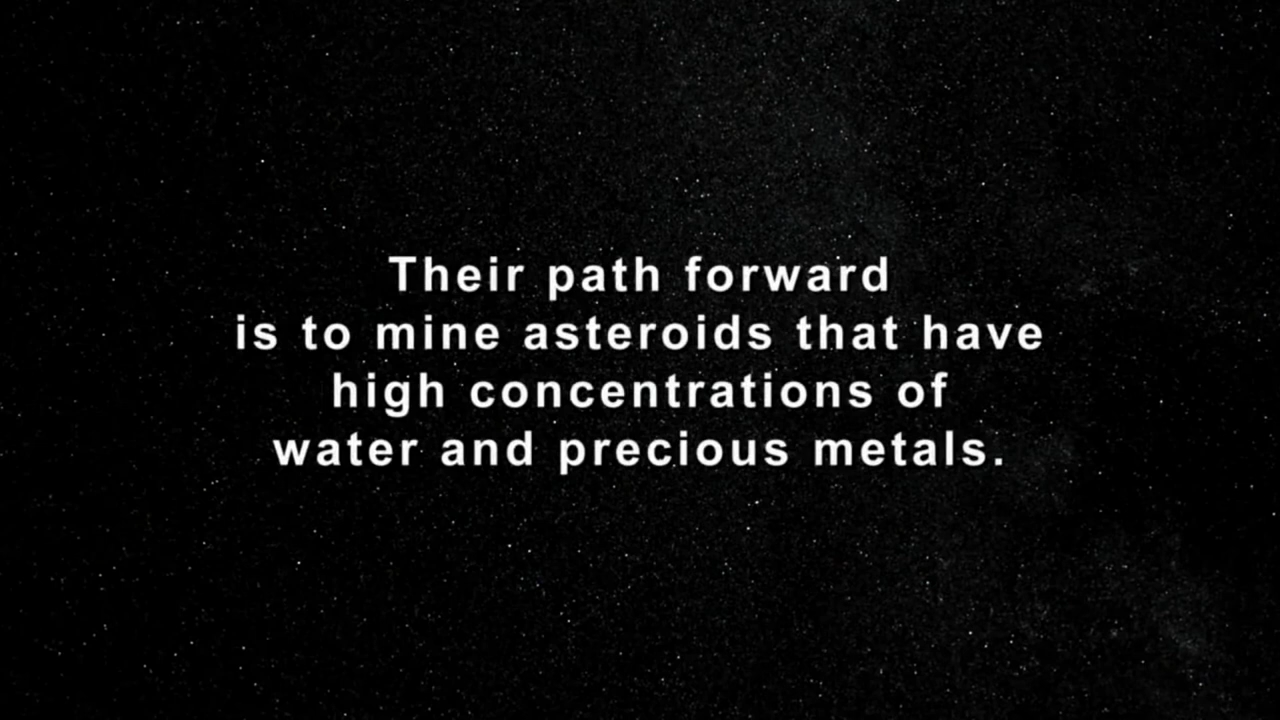 Their path forward
is to mine asteroids that have
high concentrations of
water and precious metals.